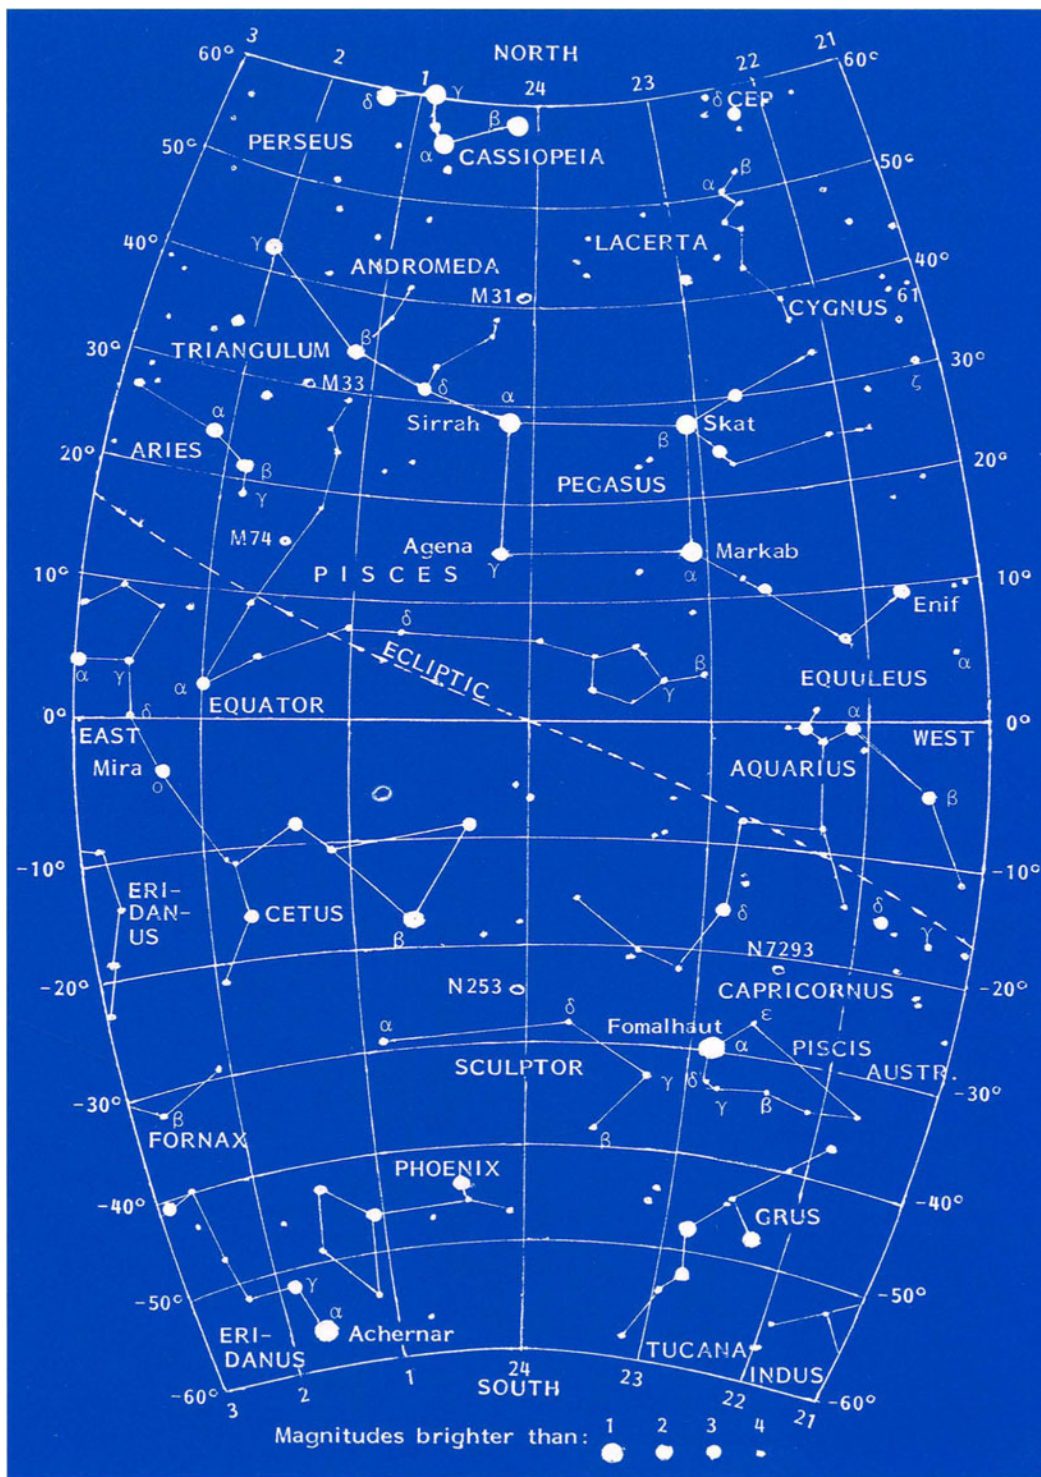 3
2
1
24
23
22
21
NORTH
60°
60°
δ
γ
β
α
CASSIOPEIA
PERSEUS
δ CEP
50°
50°
β
α
LACERTA
40°
40°
γ
ANDROMEDA
M31
CYGNUS
61
ζ
30°
30°
TRIANGULUM
β
M33
δ
α
Sirrah
β
Skat
α
ARIES
β
γ
20°
20°
PEGASUS
M74
Agena
γ
Markab
α
PISCES
10°
10°
Enif
δ
ECLIPTIC
β
γ
α
EQUULEUS
α
γ
α
EQUATOR
δ
0°
0°
EAST
WEST
α
AQUARIUS
β
Mira
ο
-10°
-10°
ERI-
DAN-
US
CETUS
β
δ
δ
γ
N7293
N253
CAPRICORNUS
-20°
-20°
α
δ
Fomalhaut
α
ε
PISCIS
AUSTR.
SCULPTOR
γ
δ
γ
β
β
-30°
-30°
β
FORNAX
PHOENIX
-40°
-40°
GRUS
-50°
-50°
γ
α
Achernar
ERI-
DANUS
TUCANA
INDUS
-60°
-60°
3
2
1
24
23
22
21
SOUTH
Magnitudes brighter than: 1 2 3 4